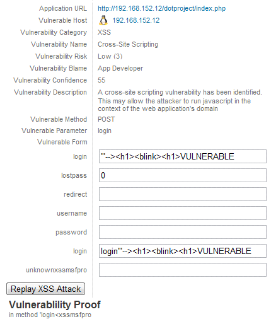 Application URL http://192.168.152.12/dotproject/index.php
Vulnerable Host 192.168.152.12
Vulnerability Category XSS
Vulnerability Name Cross-Site Scripting
Vulnerability Risk Low (3)
Vulnerability Blame App Developer
Vulnerability Confidence 55
Vulnerability Description A cross-site scripting vulnerability has been identified.
This may allow the attacker to run javascript in the
context of the web application's domain
Vulnerable Method POST
Vulnerable Parameter login
Vulnerable Form
login '"--><h1><blink><h1>VULNERABLE
lostpass 0
redirect
username
password
login login'"--><h1><blink><h1>VULNERABLE
unknownxsamsfpro
Replay XSS Attack
Vulnerablility Proof
in method 'login<xssmsfpro